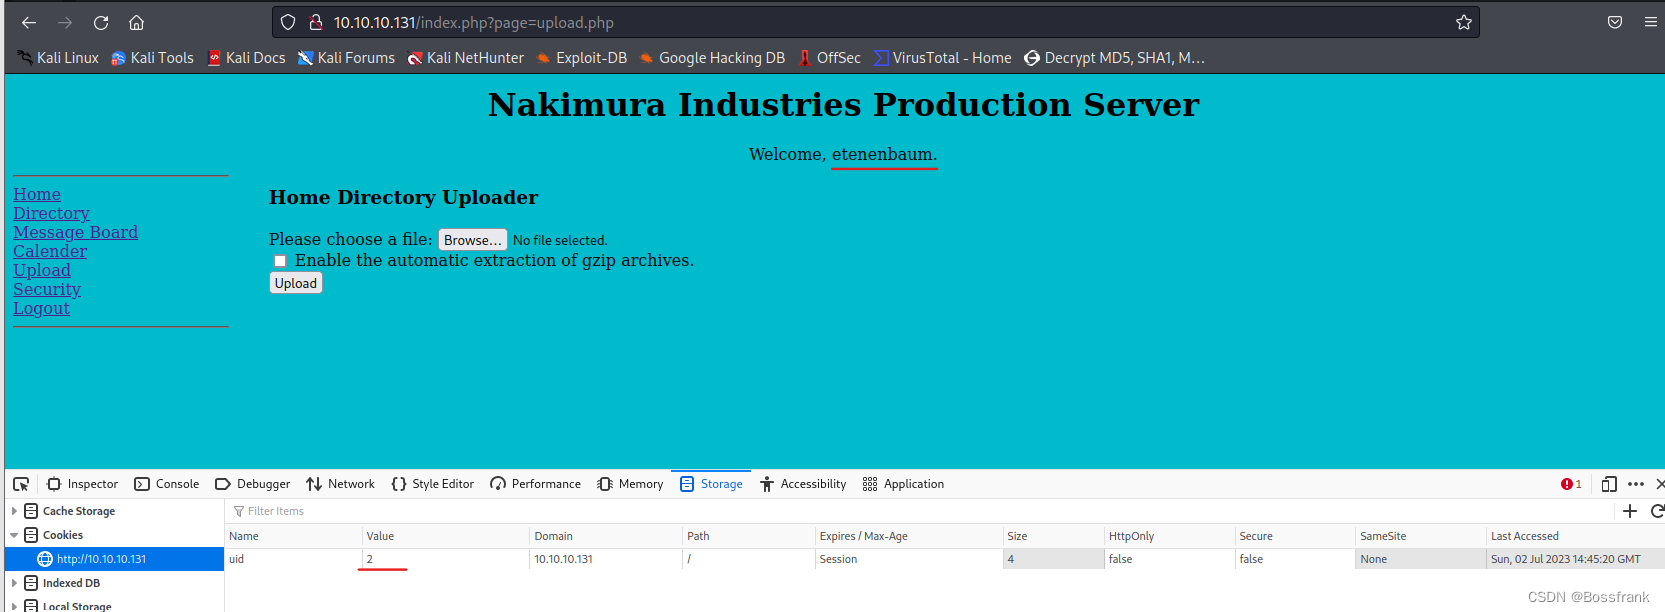 10.10.10.131/index.php?page=upload.php
Kali Linux Kali Tools Kali Docs Kali Forums Kali NetHunter Exploit-DB Google Hacking DB OffSec VirusTotal - Home Decrypt MD5, SHA1, M...
Nakimura Industries Production Server
Welcome, etenenbaum.
Home
Directory
Message Board
Calender
Upload
Security
Logout
Home Directory Uploader
Please choose a file: Browse... No file selected.
Enable the automatic extraction of gzip archives.
Upload
Inspector Console Debugger Network Style Editor Performance Memory Storage Accessibility Application 1
Cache Storage
Cookies
http://10.10.10.131
Indexed DB
Local Storage
Filter Items
Name Value Domain Path Expires / Max-Age Size HttpOnly Secure SameSite Last Accessed
uid 2 10.10.10.131 / Session 4 false false None Sun, 02 Jul 2023 14:45:20 GMT
CSDN @Bossfrank